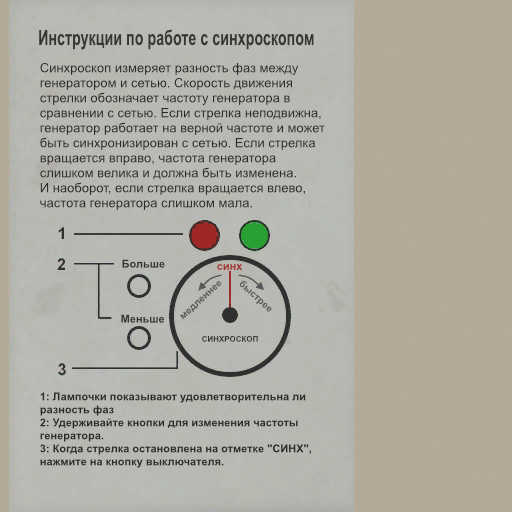 Инструкции по работе с синхроскопом
Синхроскоп измеряет разность фаз между
генератором и сетью. Скорость движения
стрелки обозначает частоту генератора в
сравнении с сетью. Если стрелка неподвижна,
генератор работает на верной частоте и может
быть синхронизирован с сетью. Если стрелка
вращается вправо, частота генератора
слишком велика и должна быть изменена.
И наоборот, если стрелка вращается влево,
частота генератора слишком мала.
1
2
Больше
Меньше
3
СИНХ
медленнее
быстрее
СИНХРОСКОП
1: Лампочки показывают удовлетворительна ли
разность фаз
2: Удерживайте кнопки для изменения частоты
генератора.
3: Когда стрелка остановлена на отметке "СИНХ",
нажмите на кнопку выключателя.